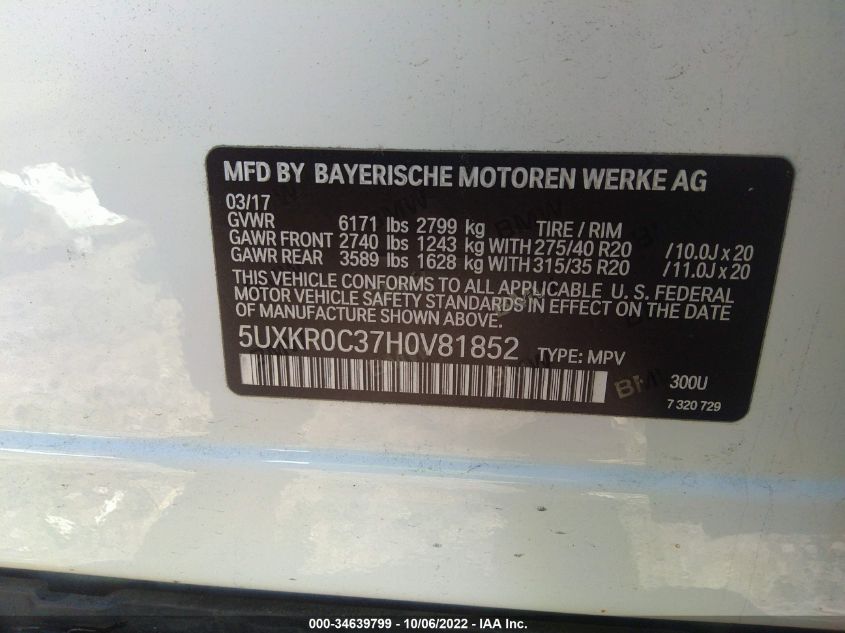 MFD BY BAYERISCHE MOTOREN WERKE AG
03/17
GVWR 6171 lbs 2799 kg TIRE / RIM
GAWR FRONT 2740 lbs 1243 kg WITH 275/40 R20 /10.0J x 20
GAWR REAR 3589 lbs 1628 kg WITH 315/35 R20 /11.0J x 20
THIS VEHICLE CONFORMS TO ALL APPLICABLE U. S. FEDERAL
MOTOR VEHICLE SAFETY STANDARDS IN EFFECT ON THE DATE
OF MANUFACTURE SHOWN ABOVE.
5UXKR0C37H0V81852 TYPE: MPV
BMW 300U
7 320 729
000-34639799 - 10/06/2022 - IAA Inc.